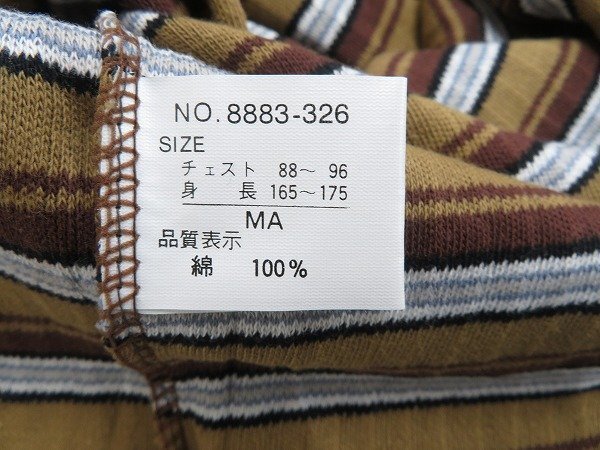 NO. 8883-326
SIZE
チェスト 88～ 96
身 長 165～175
MA
品質表示
綿 100%